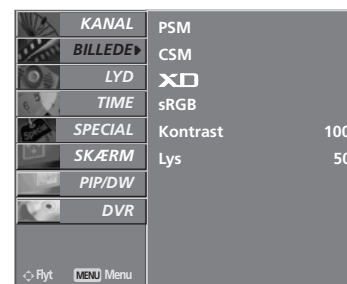 KANAL
BILLEDE
LYD
TIME
SPECIAL
SKÆRM
PIP/DW
DVR
Flyt MENU Menu
PSM
CSM
XD
sRGB
Kontrast 100
Lys 50